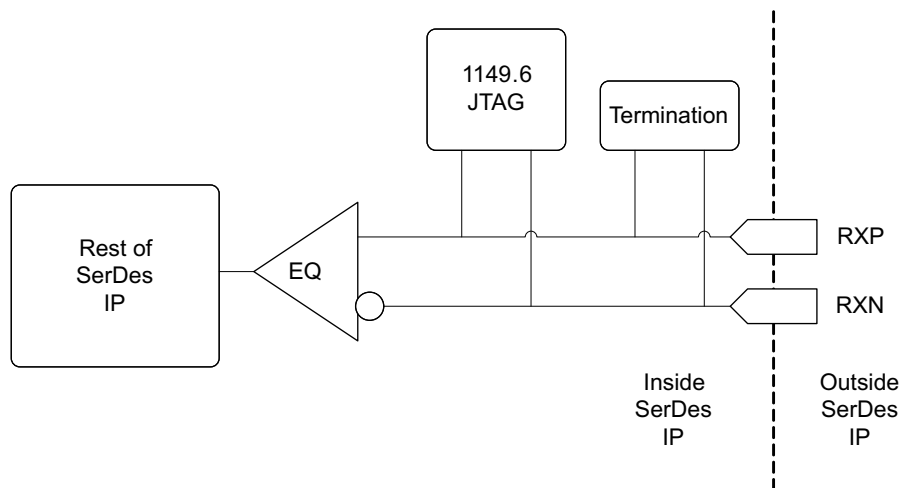 1149.6
JTAG
Termination
Rest of
SerDes
IP
EQ
RXP
RXN
Inside
SerDes
IP
Outside
SerDes
IP